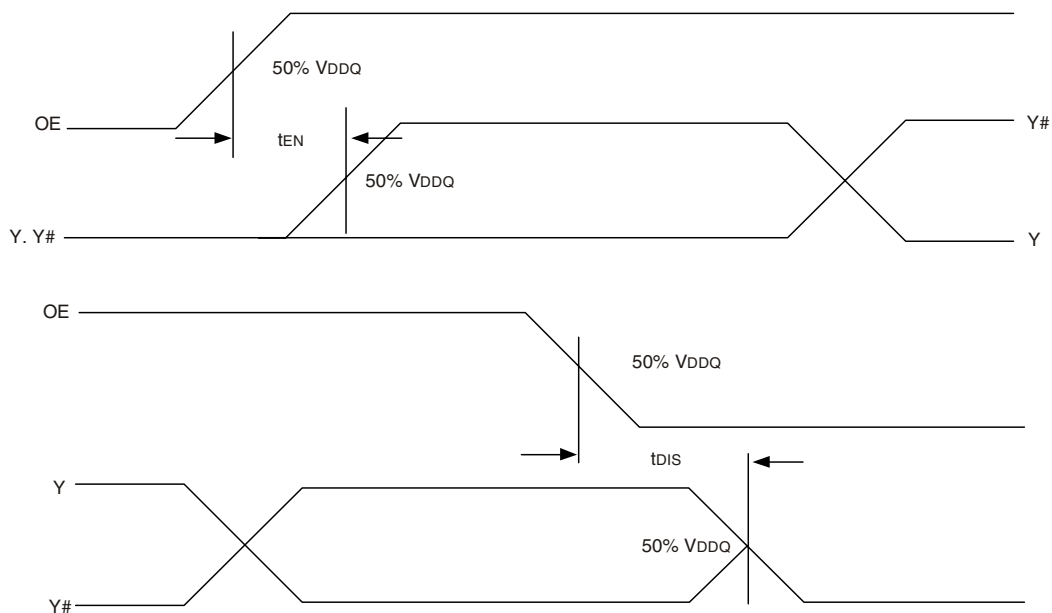 50% VDDQ
OE
tEN
Y#
50% VDDQ
Y. Y#
Y
OE
50% VDDQ
tDIS
Y
50% VDDQ
Y#